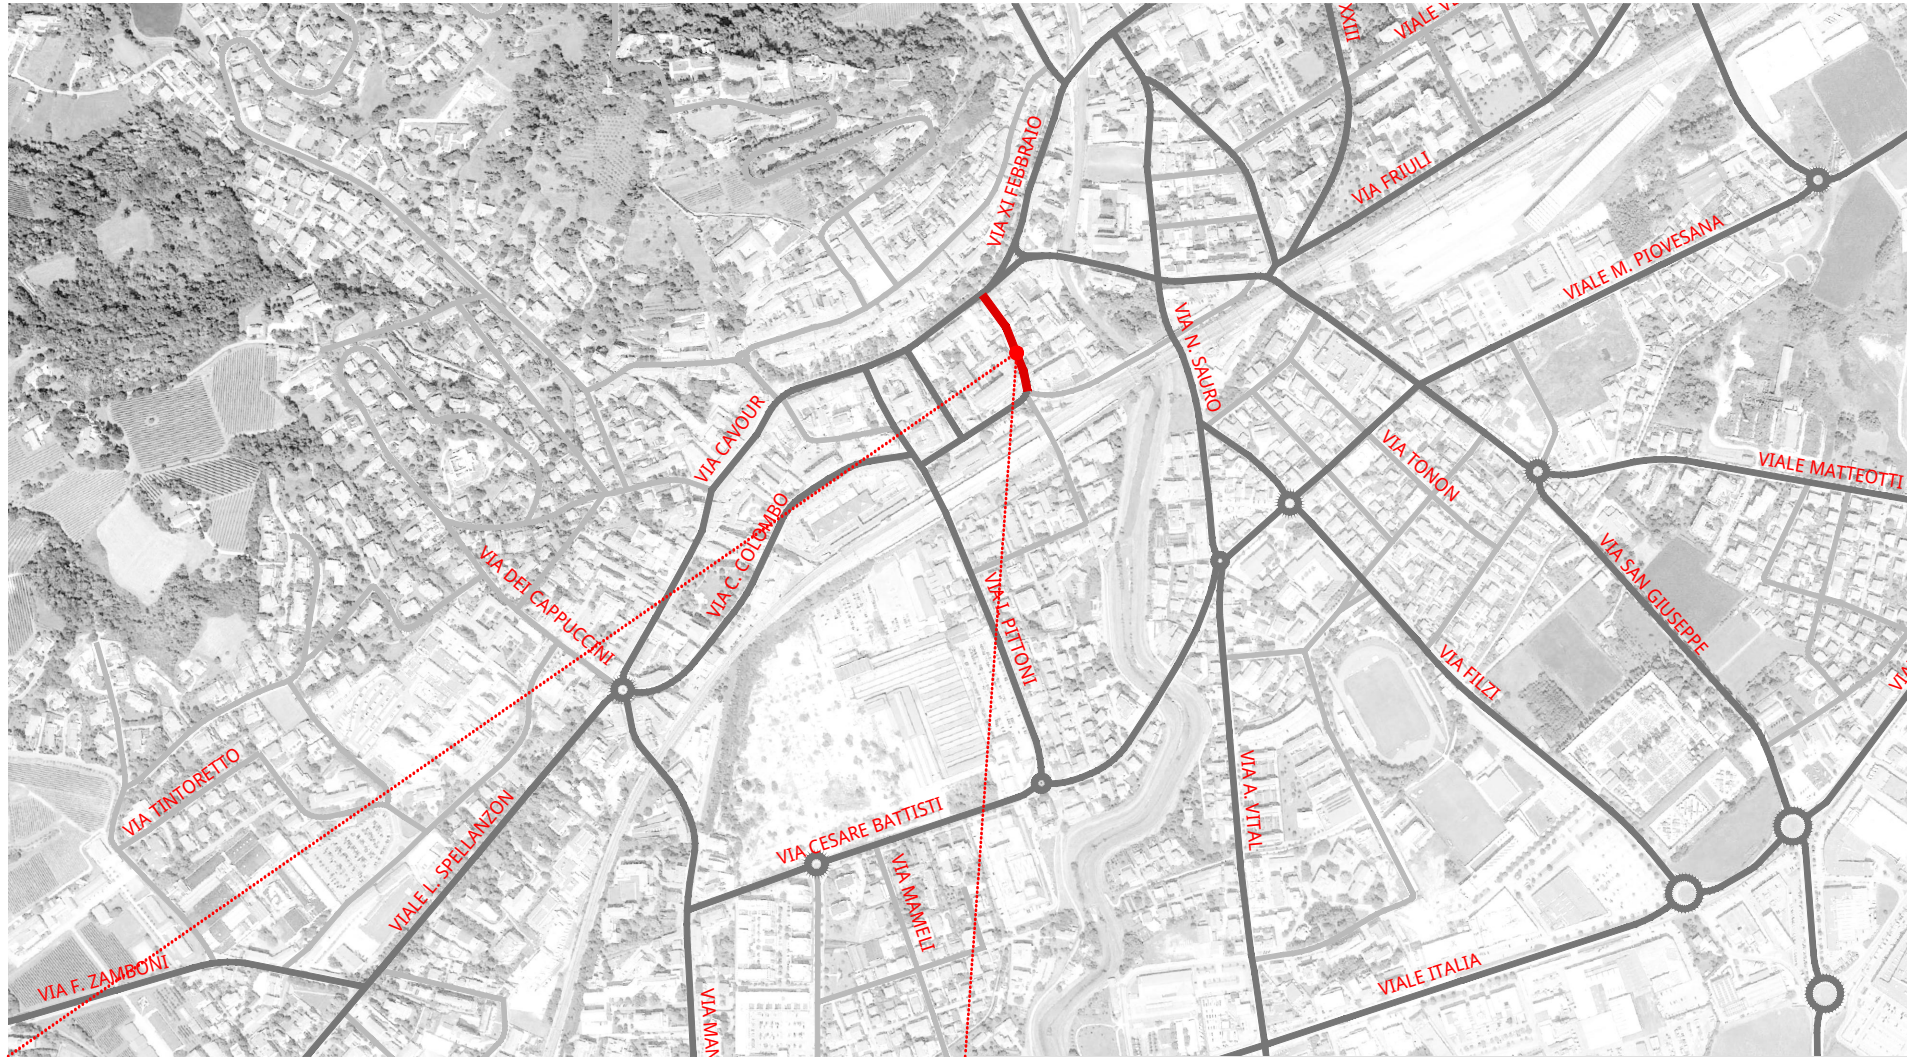 XXIII
VIALE V
VIA XI FEBBRAIO
VIA FRIULI
VIALE M. PIOVESANA
VIA N. SAURO
VIA CAVOUR
VIA TONON
VIALE MATTEOTTI
VIA C. COLOMBO
VIA DEI CAPPUCCINI
VIA I. PITTONI
VIA SAN GIUSEPPE
VIA FILZI
VIA TINTORETTO
VIA A. VITAL
VIALE L. SPELLANZON
VIA CESARE BATTISTI
VIA MAMELI
VIA F. ZAMBONI
VIALE ITALIA
VIA MAN